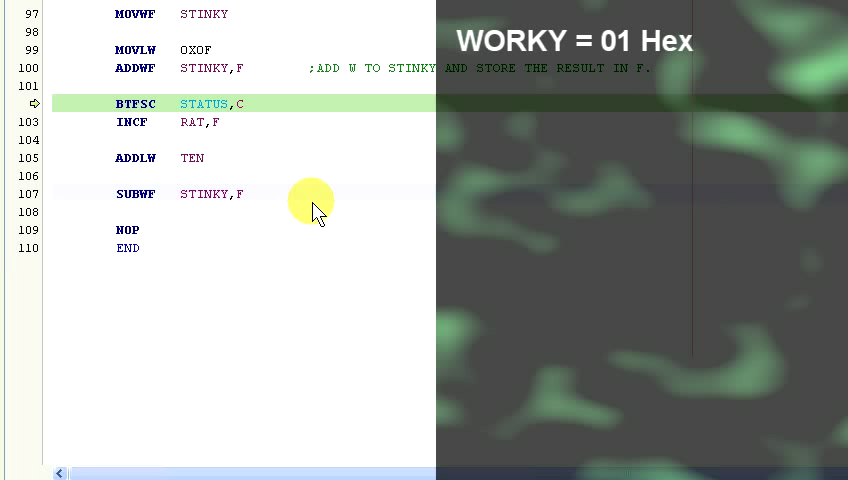 WORKY = 01 Hex
97 MOVWF STINKY
98
99 MOVLW OXOF
100 ADDWF STINKY,F ;ADD W TO STINKY AND STORE THE RESULT IN F.
101
BTFSC STATUS,C
103 INCF RAT,F
104
105 ADDLW TEN
106
107 SUBWF STINKY,F
108
109 NOP
110 END